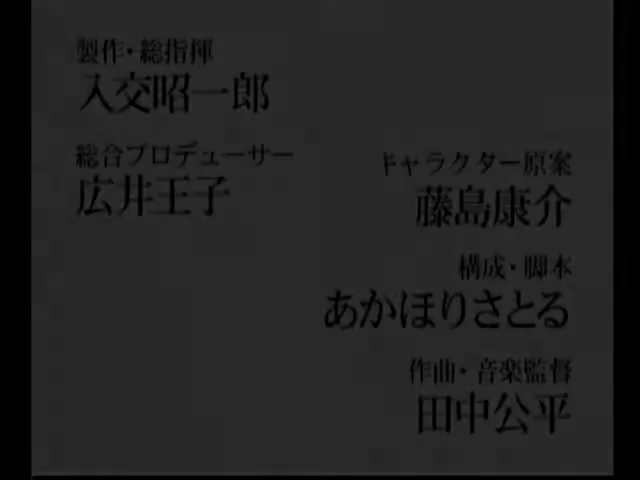 製作・総指揮
入交昭一郎
総合プロデューサー
広井王子
キャラクター原案
藤島康介
構成・脚本
あかほりさとる
作曲・音楽監督
田中公平